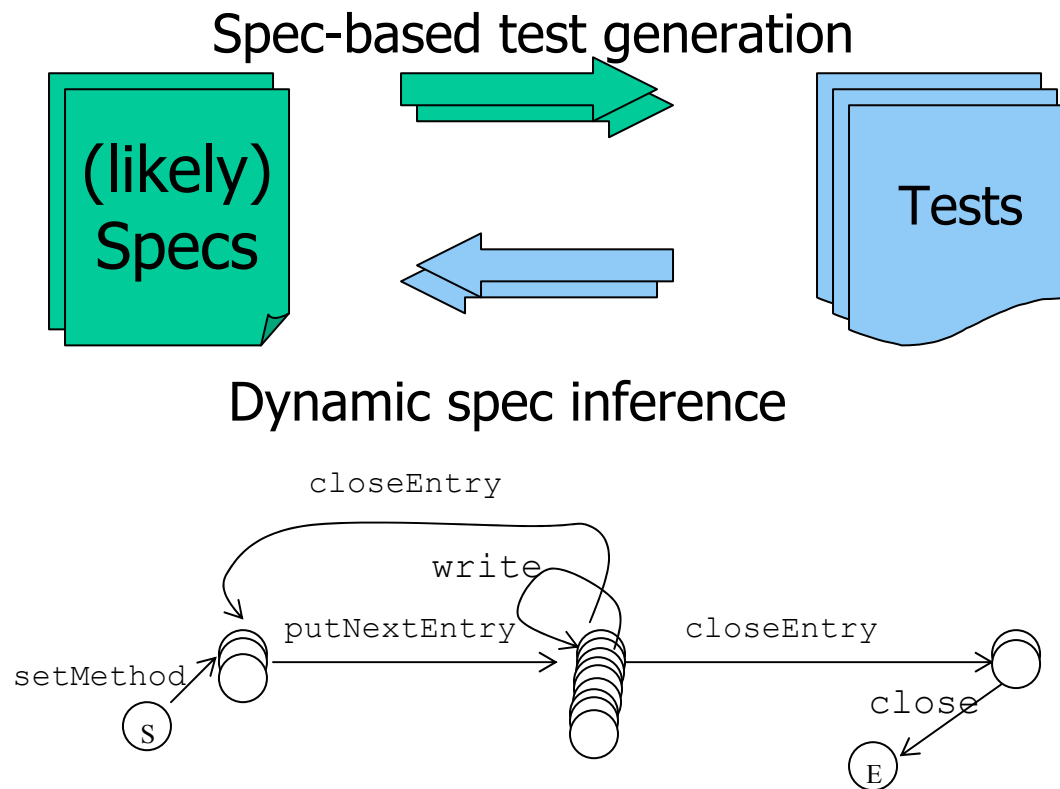 Spec-based test generation
(likely)
Specs
Tests
Dynamic spec inference
closeEntry
write
putNextEntry
closeEntry
setMethod
close
S
E